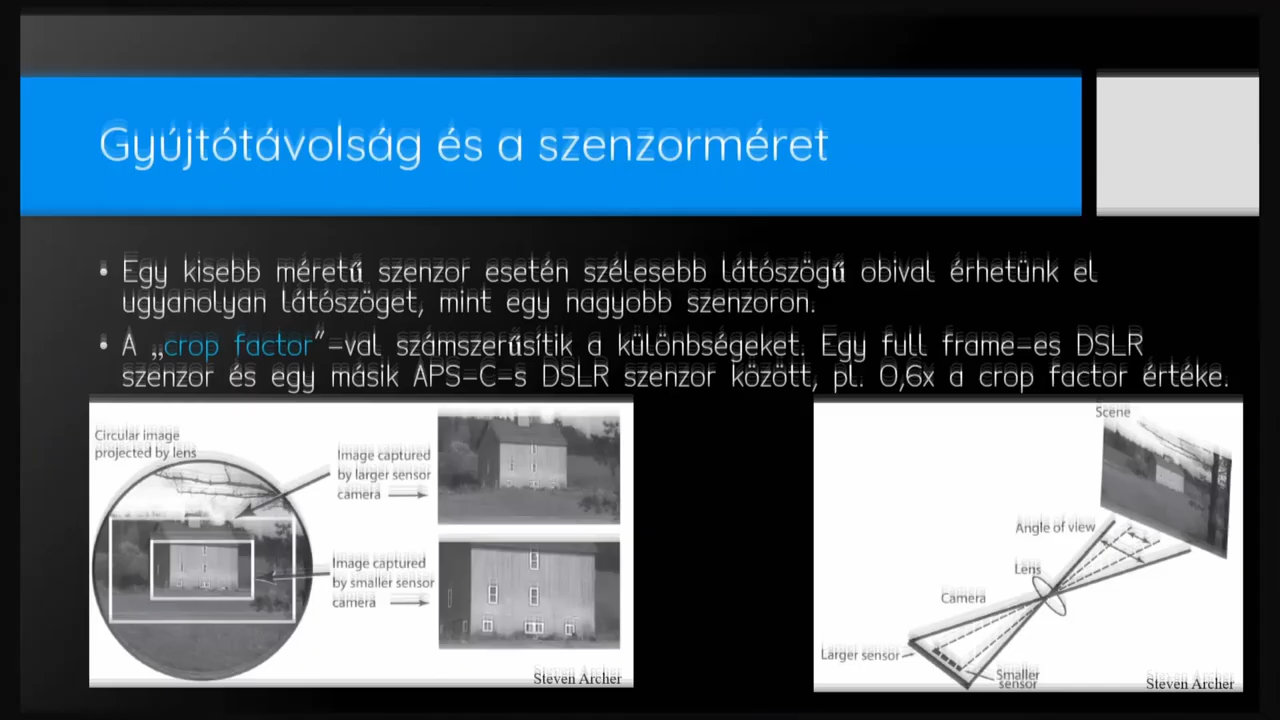 Gyújtótávolság és a szenzorméret
• Egy kisebb méretű szenzor esetén szélesebb látószögű obival érhetünk el
ugyanolyan látószöget, mint egy nagyobb szenzoron.
• A „crop factor”-val számszerűsítik a különbségeket. Egy full frame-es DSLR
szenzor és egy másik APS-C-s DSLR szenzor között, pl. 0,6x a crop factor értéke.
Circular image
projected by lens
Image captured
by larger sensor
camera
Image captured
by smaller sensor
camera
Steven Archer
Scene
Angle of view
Lens
Camera
Larger sensor
Smaller
sensor
Steven Archer